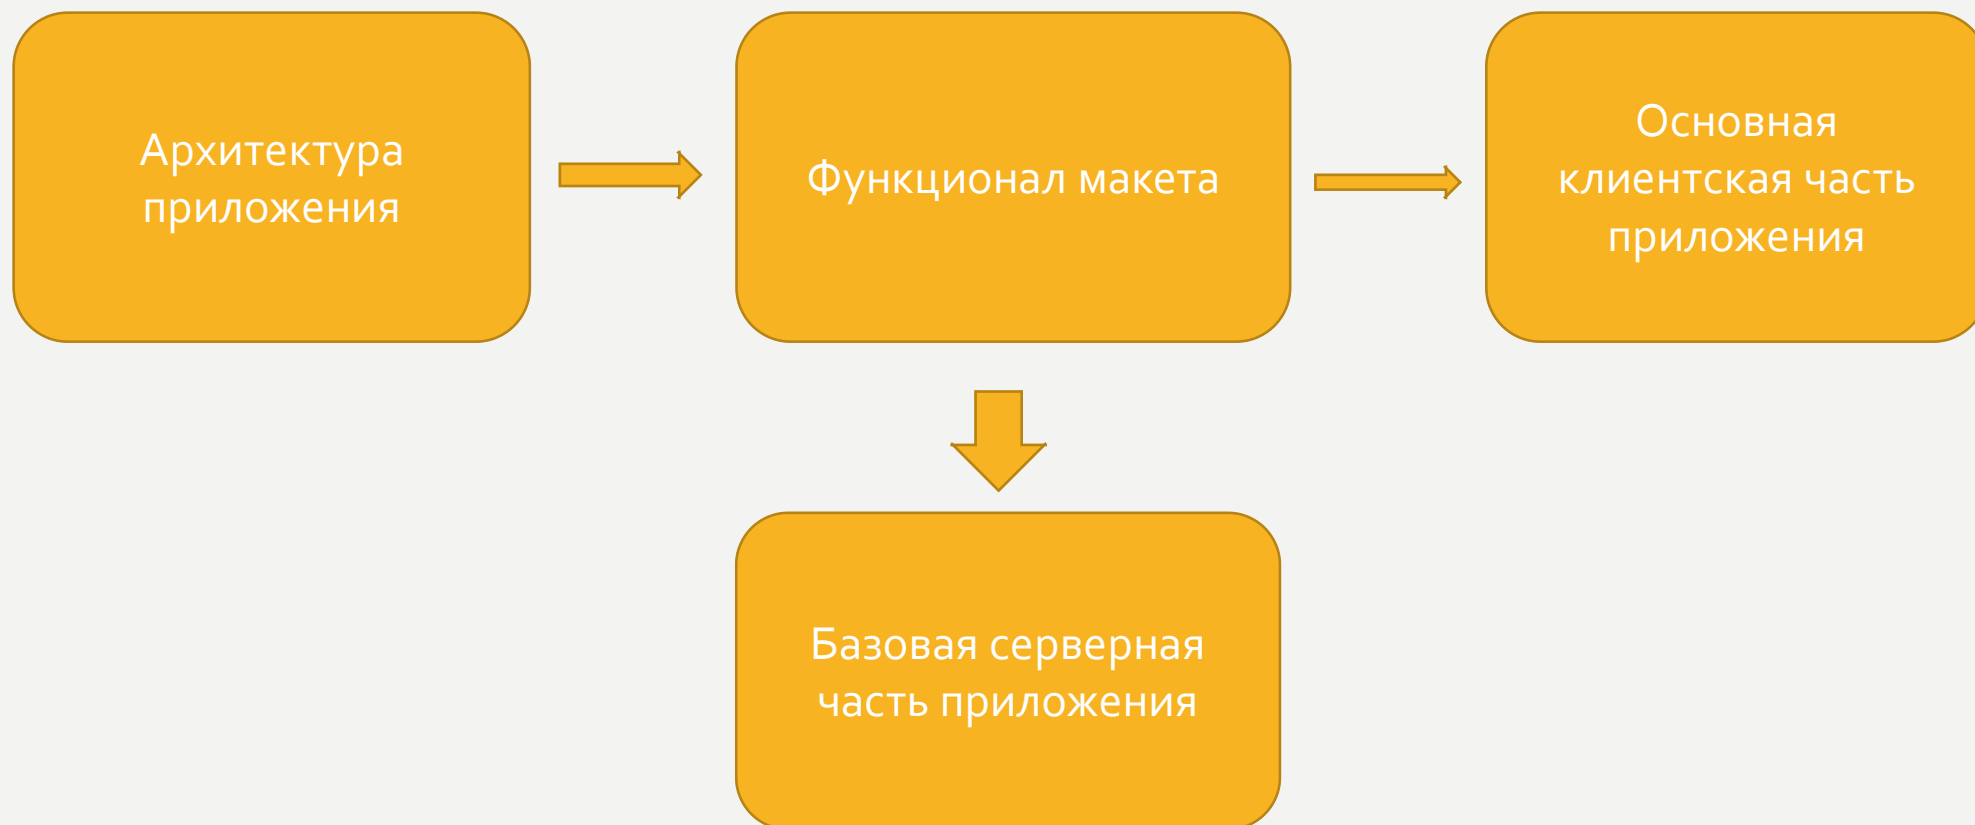 Архитектура
приложения
Функционал макета
Основная
клиентская часть
приложения
Базовая серверная
часть приложения